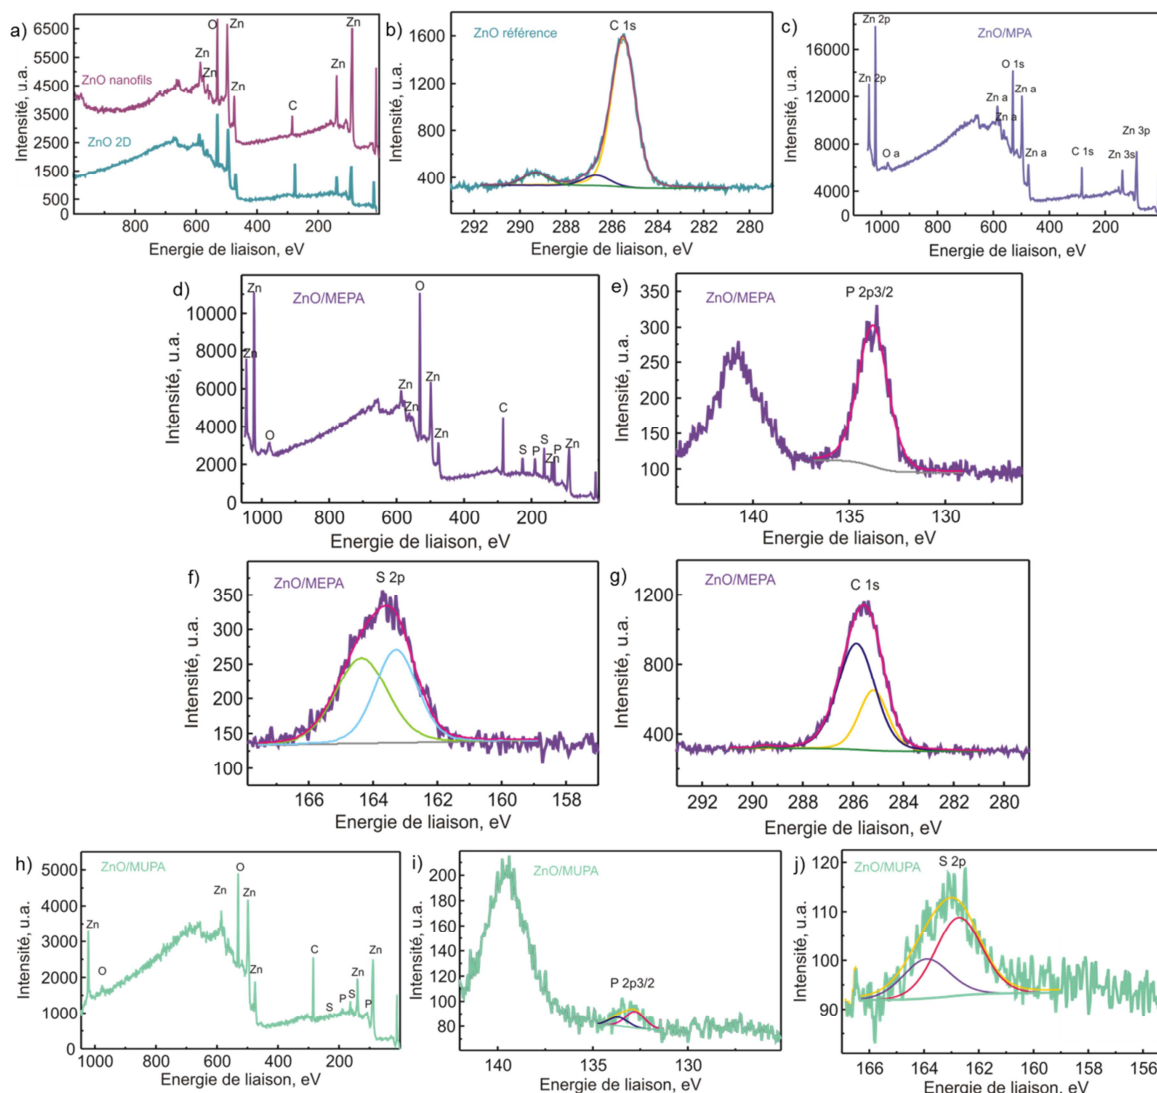 a)
6500
5500
4500
3500
2500
1500
500
0
Intensité, u.a.
ZnO nanofils
ZnO 2D
Zn
Zn
O
Zn
Zn
C
Zn
Zn
800 600 400 200
Energie de liaison, eV
b)
1600
1200
800
400
Intensité, u.a.
ZnO référence
C 1s
292 290 288 286 284 282 280
Energie de liaison, eV
c)
16000
12000
8000
4000
0
Intensité, u.a.
ZnO/MPA
Zn 2p
Zn 2p
O a
Zn a
Zn a
O 1s
Zn a
Zn a
C 1s
Zn 3s
Zn 3p
1000 800 600 400 200
Energie de liaison, eV
d)
10000
8000
6000
4000
2000
0
Intensité, u.a.
ZnO/MEPA
Zn
Zn
O
Zn
Zn
O
Zn
Zn
C
S
P
S
Zn
P
Zn
1000 800 600 400 200
Energie de liaison, eV
e)
350
300
250
200
150
100
Intensité, u.a.
ZnO/MEPA
P 2p3/2
140 135 130
Energie de liaison, eV
f)
350
300
250
200
150
100
Intensité, u.a.
ZnO/MEPA
S 2p
166 164 162 160 158
Energie de liaison, eV
g)
1200
800
400
Intensité, u.a.
ZnO/MEPA
C 1s
292 290 288 286 284 282 280
Energie de liaison, eV
h)
5000
4000
3000
2000
1000
0
Intensité, u.a.
ZnO/MUPA
Zn
O
Zn
O
Zn
Zn
C
S
P
S
Zn
P
Zn
1000 800 600 400 200
Energie de liaison, eV
i)
200
180
160
140
120
100
80
60
Intensité, u.a.
ZnO/MUPA
P 2p3/2
140 135 130
Energie de liaison, eV
j)
120
110
100
90
Intensité, u.a.
ZnO/MUPA
S 2p
166 164 162 160 158 156
Energie de liaison, eV